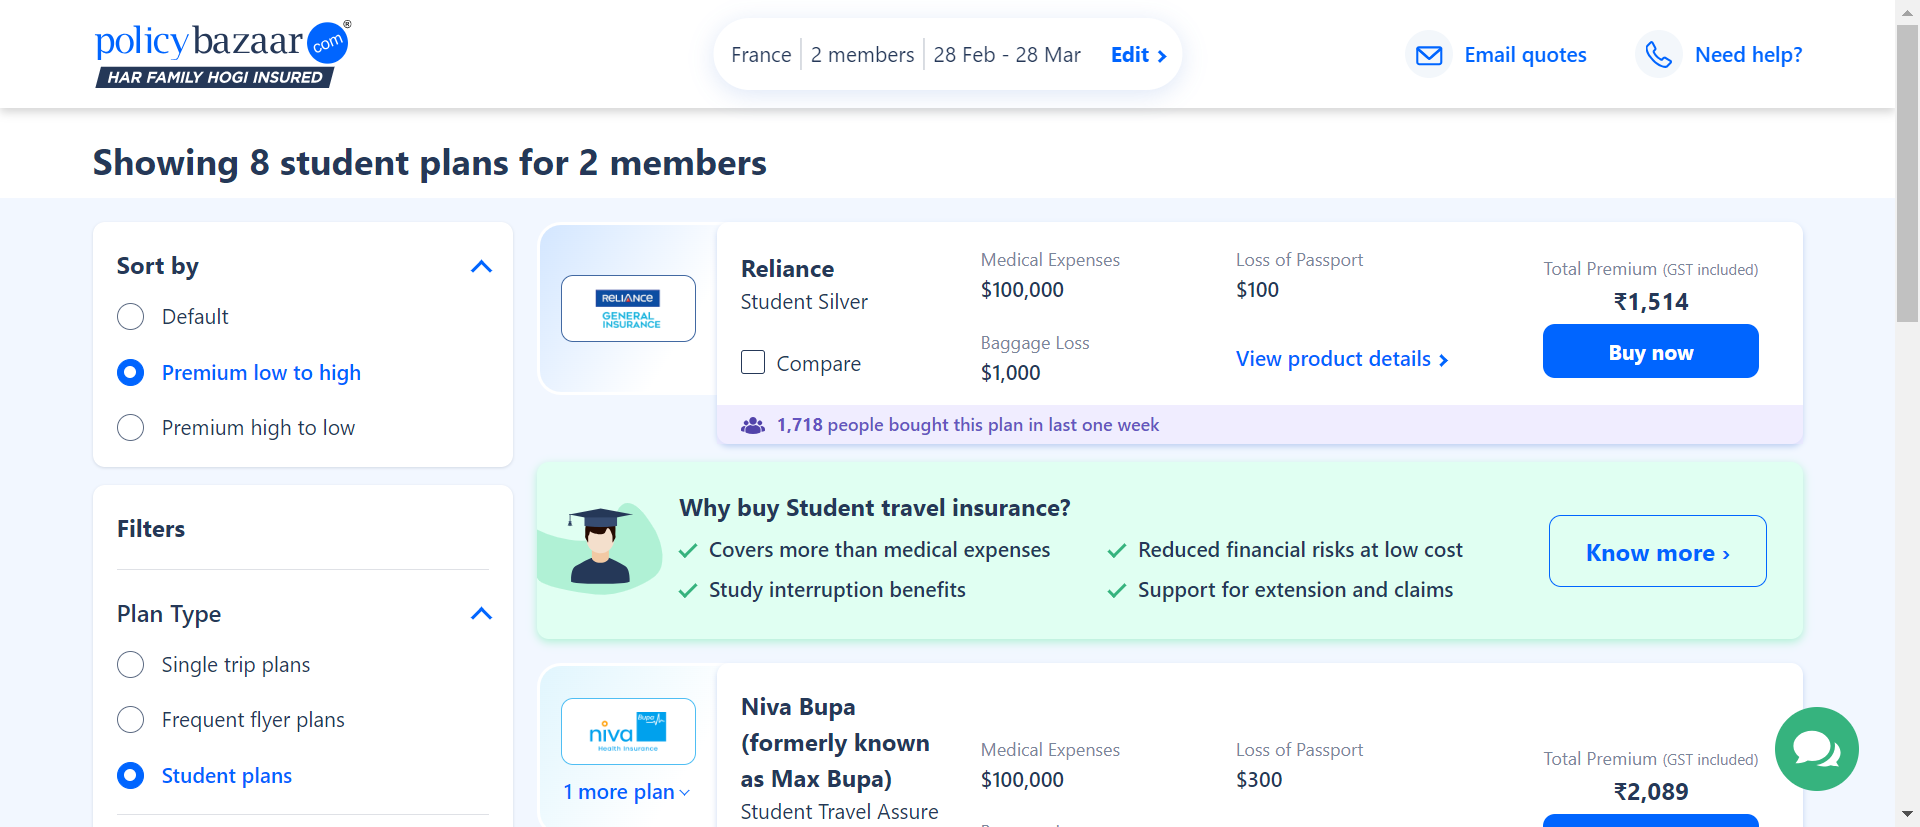 policybazaar.com®
HAR FAMILY HOGI INSURED
France 2 members 28 Feb - 28 Mar Edit
Email quotes
Need help?
Showing 8 student plans for 2 members
Sort by
Default
Premium low to high
Premium high to low
Filters
Plan Type
Single trip plans
Frequent flyer plans
Student plans
RELIANCE
GENERAL
INSURANCE
Reliance
Student Silver
Compare
Medical Expenses
$100,000
Loss of Passport
$100
Baggage Loss
$1,000
View product details
Total Premium (GST included)
₹1,514
Buy now
1,718 people bought this plan in last one week
Why buy Student travel insurance?
Covers more than medical expenses
Reduced financial risks at low cost
Study interruption benefits
Support for extension and claims
Know more ›
niva Bupa
Health Insurance
1 more plan
Niva Bupa
(formerly known
as Max Bupa)
Student Travel Assure
Medical Expenses
$100,000
Loss of Passport
$300
Total Premium (GST included)
₹2,089